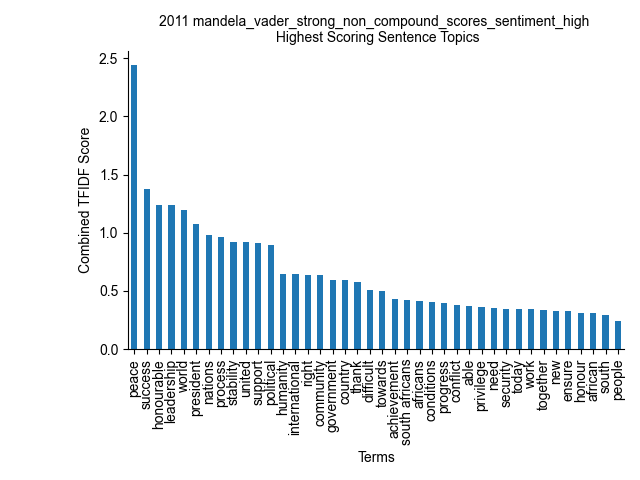 2011 mandela_vader_strong_non_compound_scores_sentiment_high
Highest Scoring Sentence Topics
Combined TFIDF Score
2.5
2.0
1.5
1.0
0.5
0.0
peace
success
honourable
leadership
world
president
nations
process
stability
united
support
political
humanity
international
right
community
government
country
thank
difficult
towards
achievement
south africans
africans
conditions
progress
conflict
able
privilege
need
security
today
work
together
new
ensure
honour
african
south
people
Terms